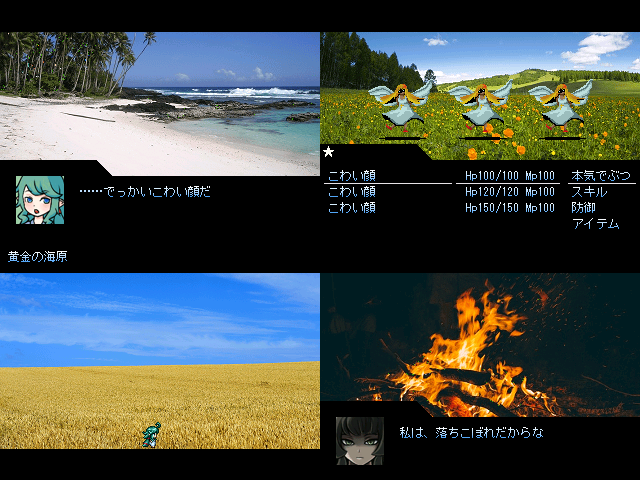 ……でっかいこわい顔だ
こわい顔 Hp100/100 Mp100 本気でぶつ
こわい顔 Hp120/120 Mp100 スキル
こわい顔 Hp150/150 Mp100 防御
アイテム
黄金の海原
私は、落ちこぼれだからな